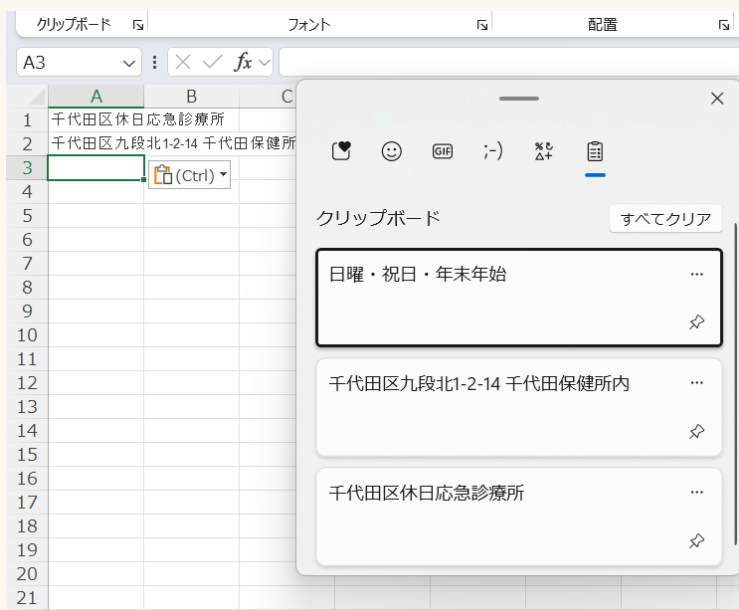 クリップボード フォント 配置
A3 fx
A B C
1 千代田区休日応急診療所
2 千代田区九段北1-2-14 千代田保健所
3 (Ctrl)
4
5
6
7
8
9
10
11
12
13
14
15
16
17
18
19
20
21
GIF ;-)
クリップボード すべてクリア
日曜・祝日・年末年始
千代田区九段北1-2-14 千代田保健所内
千代田区休日応急診療所